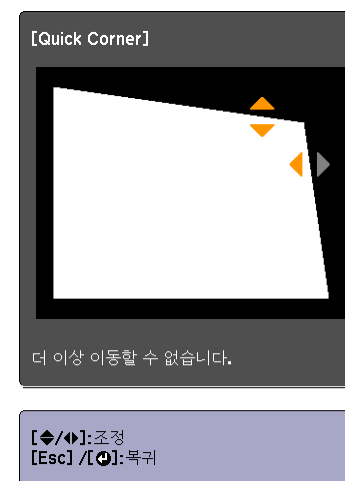 [Quick Corner]
더 이상 이동할 수 없습니다.
[◆/◆]:조정
[Esc] /[↵]:복귀